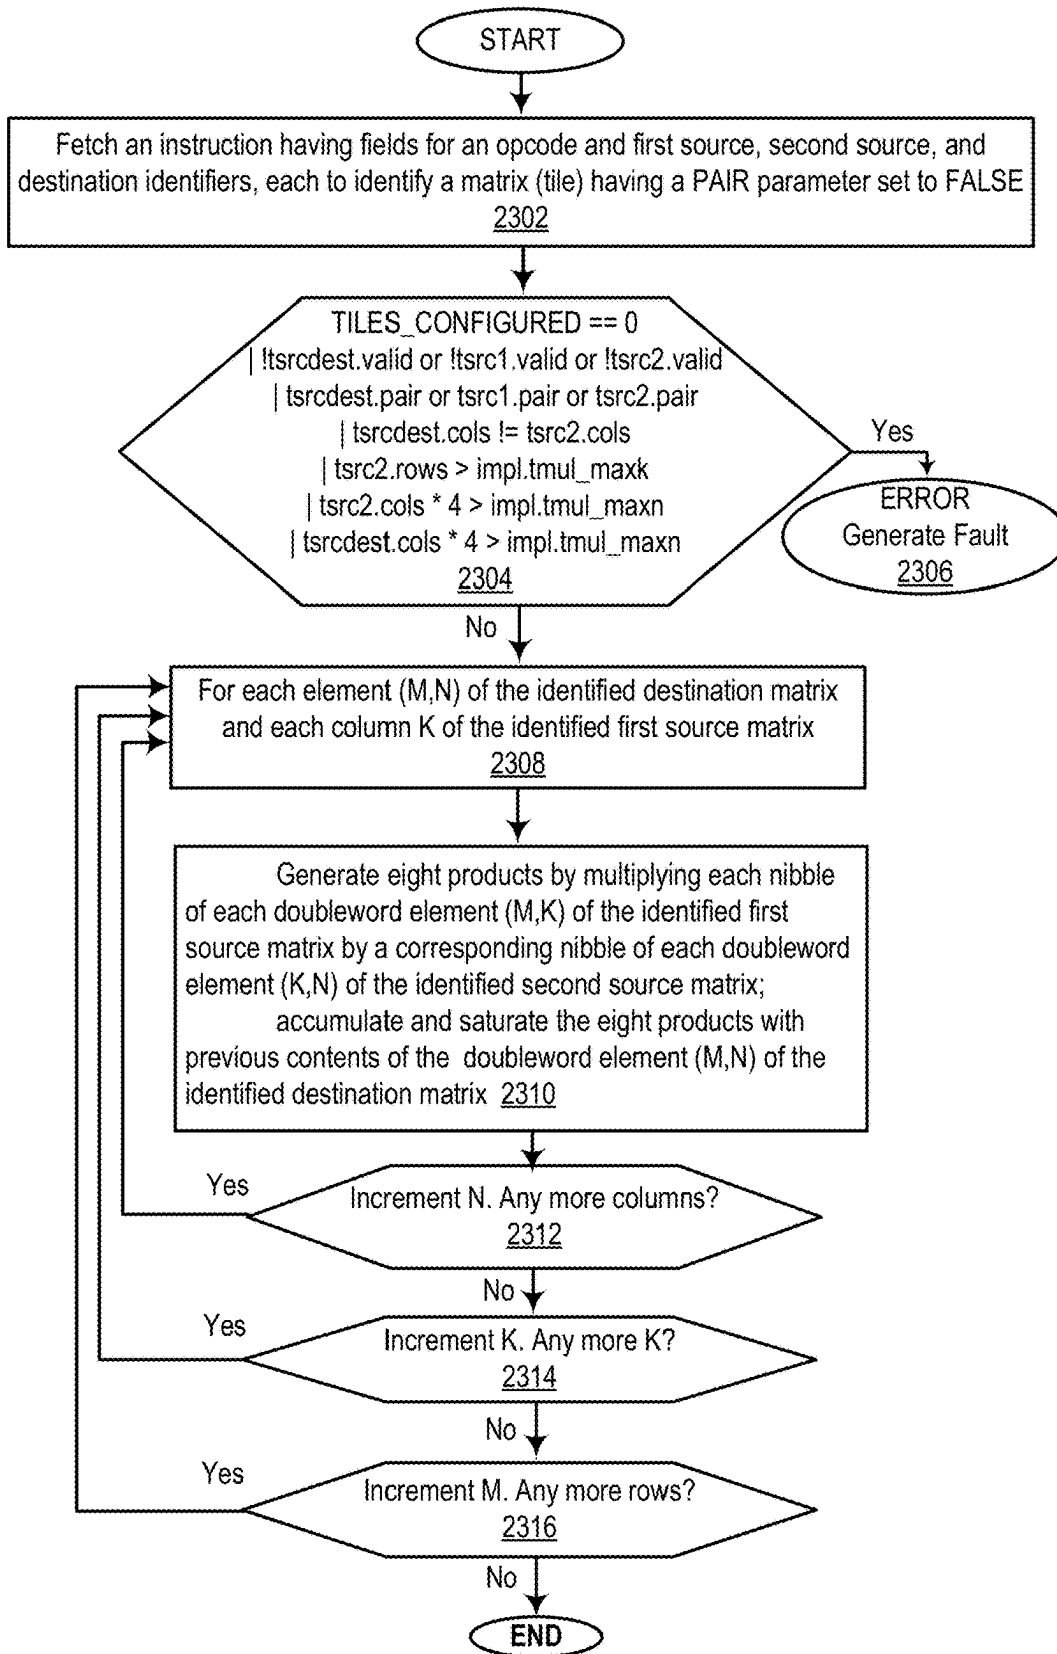 START
Fetch an instruction having fields for an opcode and first source, second source, and
destination identifiers, each to identify a matrix (tile) having a PAIR parameter set to FALSE
2302
TILES_CONFIGURED == 0
| !tsrcdest.valid or !tsrc1.valid or !tsrc2.valid
| tsrcdest.pair or tsrc1.pair or tsrc2.pair
| tsrcdest.cols != tsrc2.cols
| tsrc2.rows > impl.tmul_maxk
| tsrc2.cols * 4 > impl.tmul_maxn
| tsrcdest.cols * 4 > impl.tmul_maxn
2304
Yes
ERROR
Generate Fault
2306
No
For each element (M,N) of the identified destination matrix
and each column K of the identified first source matrix
2308
Generate eight products by multiplying each nibble
of each doubleword element (M,K) of the identified first
source matrix by a corresponding nibble of each doubleword
element (K,N) of the identified second source matrix;
accumulate and saturate the eight products with
previous contents of the doubleword element (M,N) of the
identified destination matrix 2310
Yes
Increment N. Any more columns?
2312
No
Yes
Increment K. Any more K?
2314
No
Yes
Increment M. Any more rows?
2316
No
END